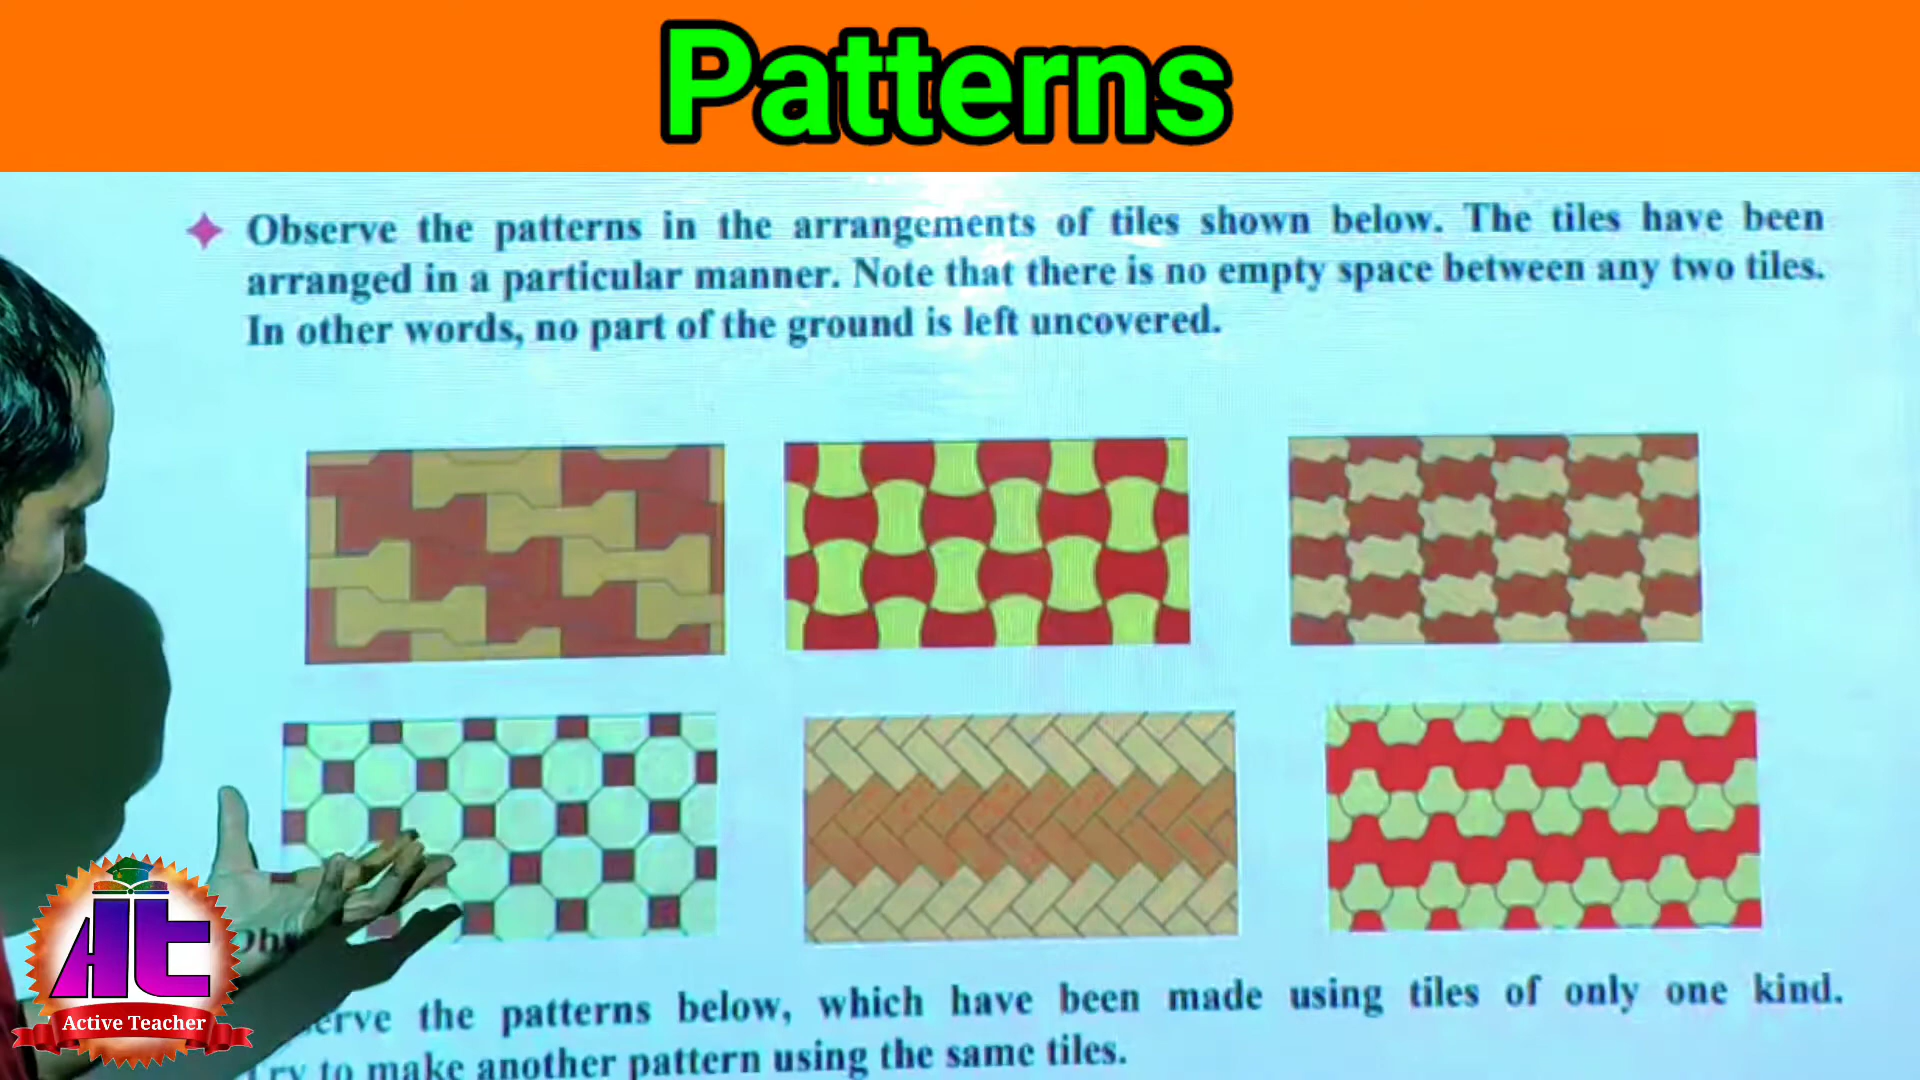 Patterns
Observe the patterns in the arrangements of tiles shown below. The tiles have been
arranged in a particular manner. Note that there is no empty space between any two tiles.
In other words, no part of the ground is left uncovered.
erve the patterns below, which have been made using tiles of only one kind.
ry to make another pattern using the same tiles.
At
Active Teacher